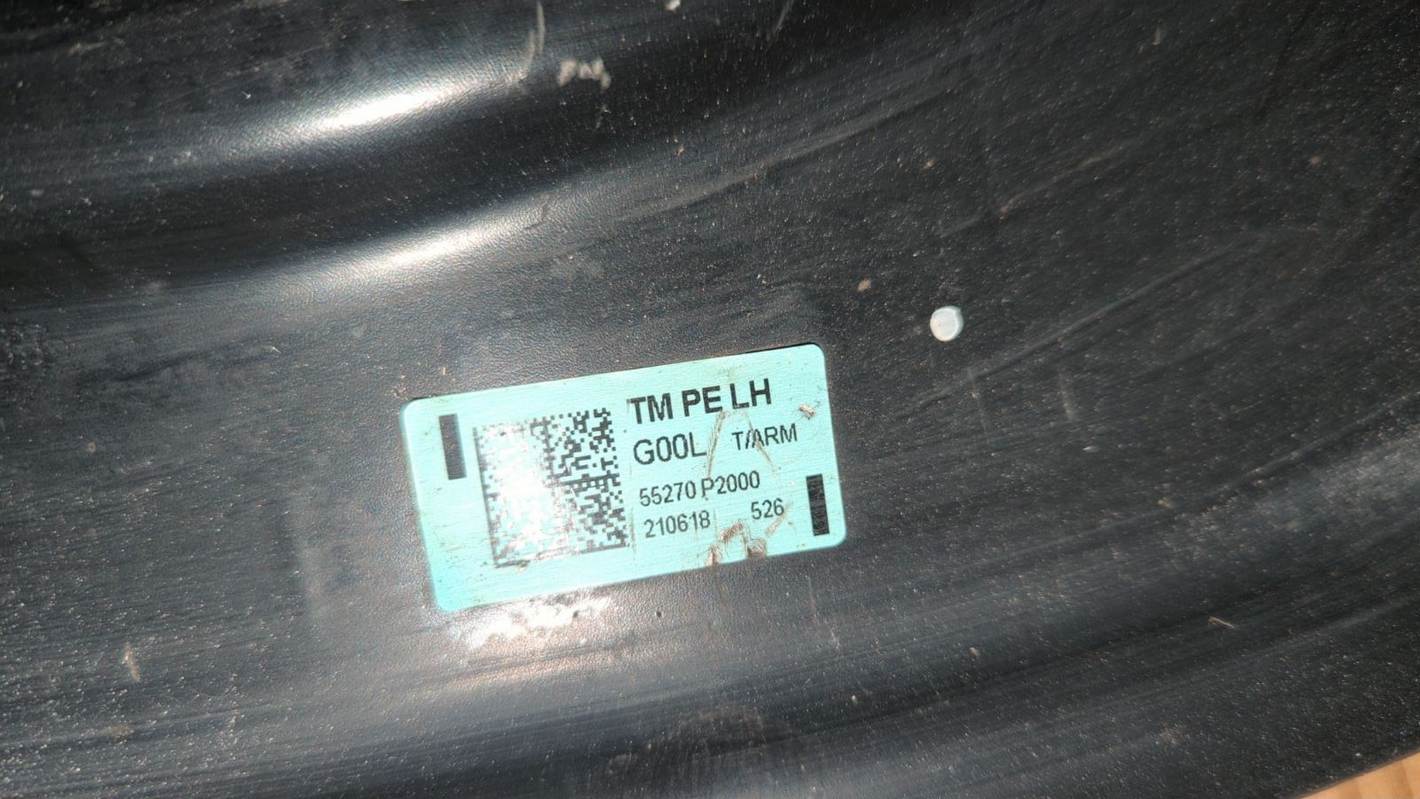 TM PE LH
G00L T/ARM
55270 P2000
210618 526